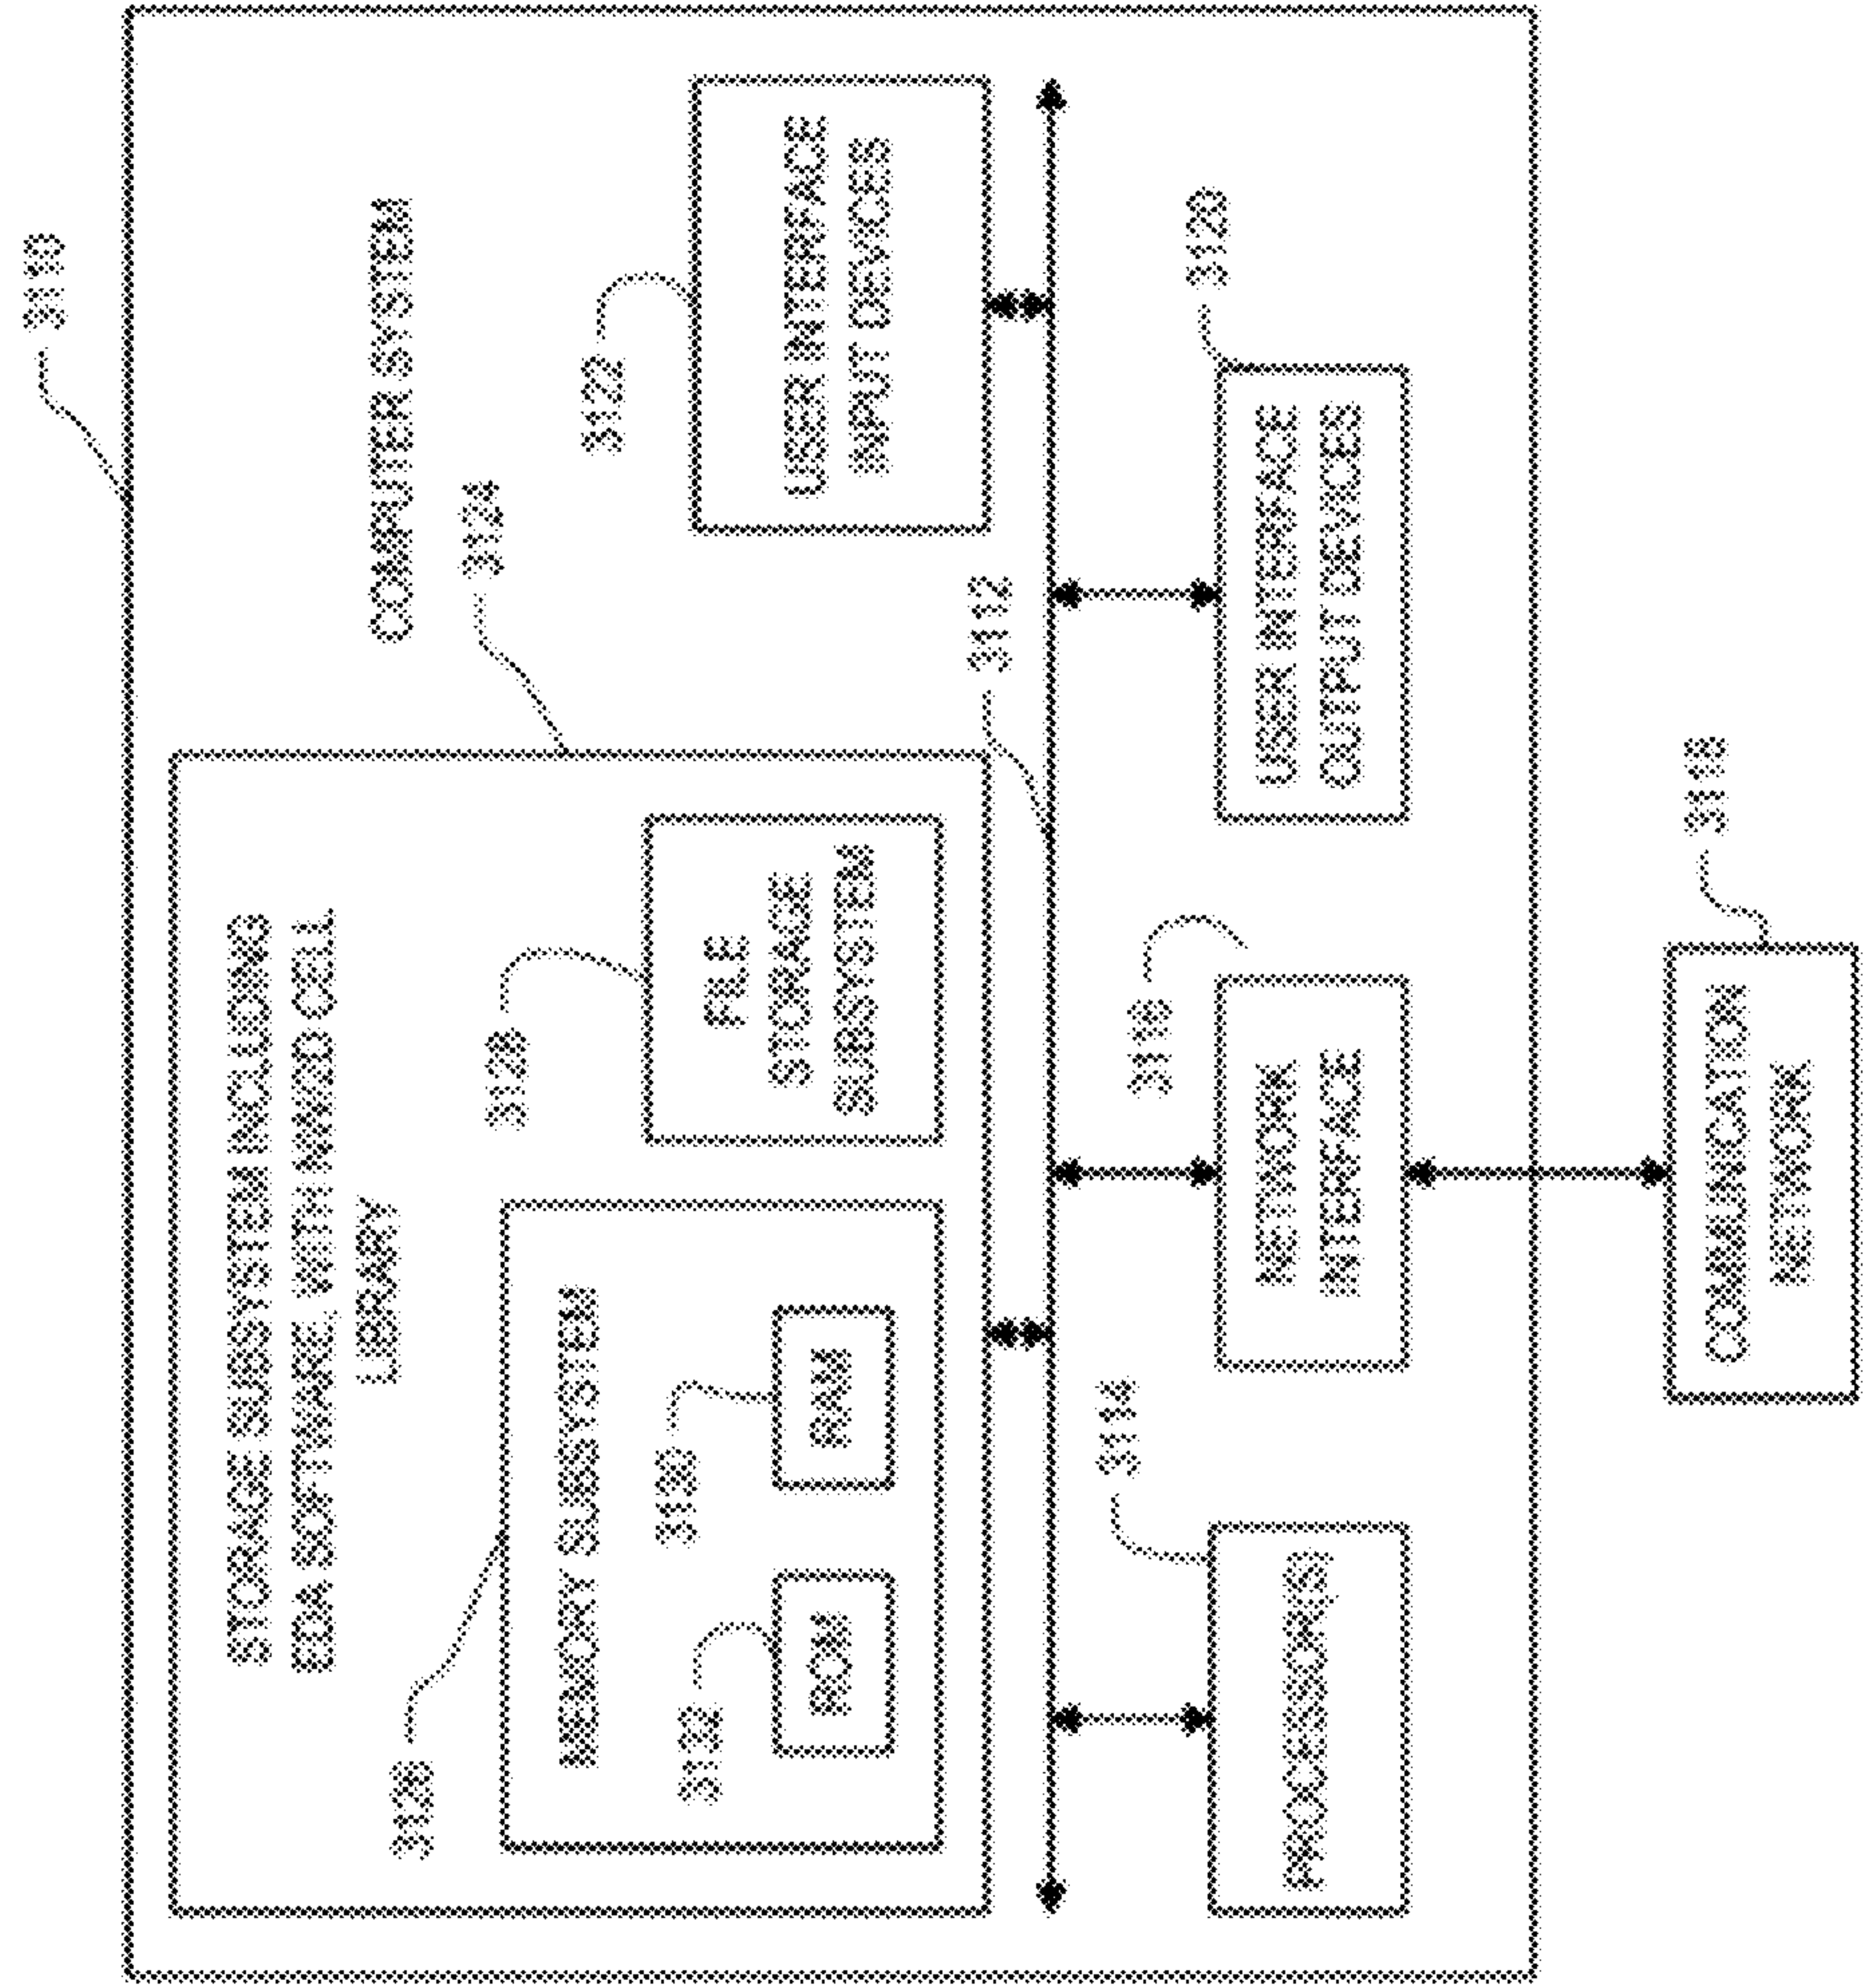 3110
STORAGE SUBSYSTEM INCLUDING
EDA SOFTWARE, WITH NW/2D CELL
LIBRARY
COMPUTER SYSTEM
3124
3126
3128
MEMORY SUBSYSTEM
3122
3132
3130
ROM
RAM
FILE
STORAGE
SUBSYSTEM
USER INTERFACE
INPUT DEVICES
3112
3114
3116
3120
PROCESSOR(S)
NETWORK
INTERFACE
USER INTERFACE
OUTPUT DEVICES
3118
COMMUNICATION
NETWORK